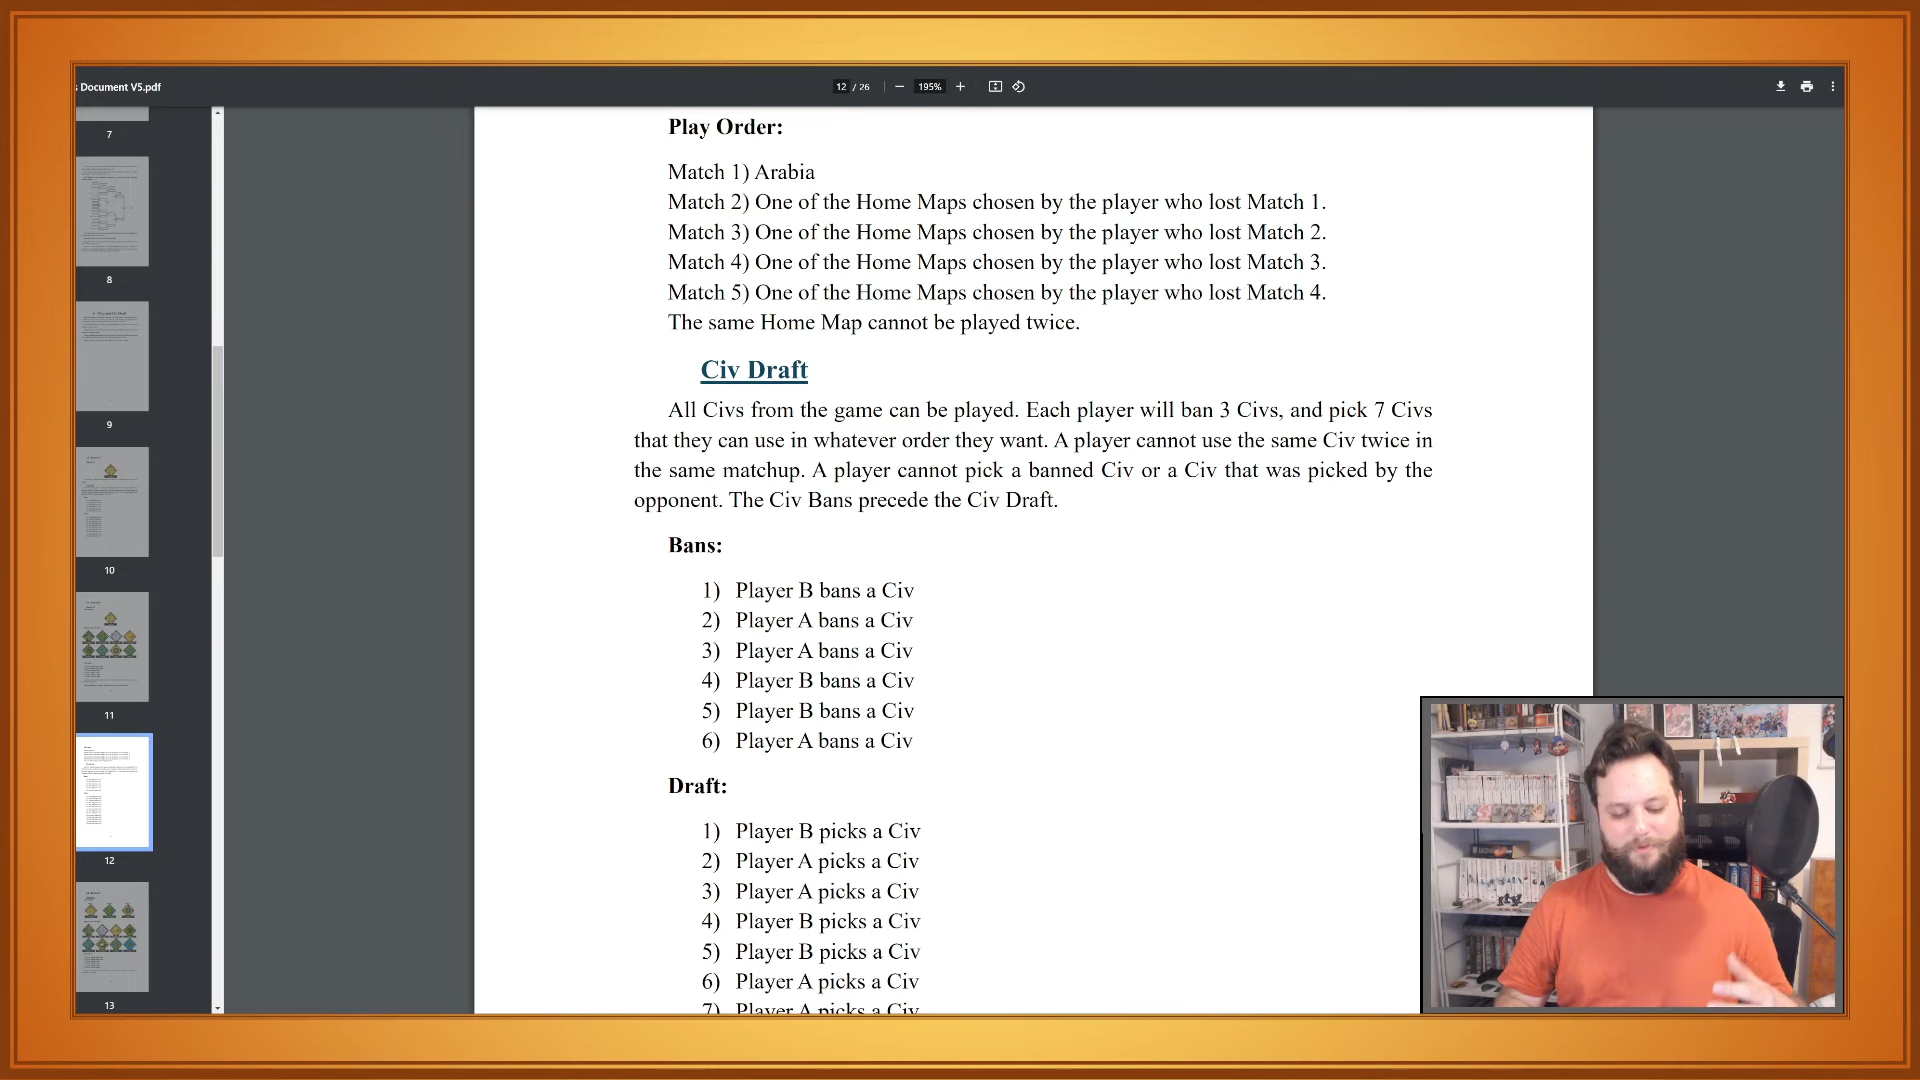 s Document V5.pdf
12 / 26
195%
7
8
9
10
11
12
13
Play Order:
Match 1) Arabia
Match 2) One of the Home Maps chosen by the player who lost Match 1.
Match 3) One of the Home Maps chosen by the player who lost Match 2.
Match 4) One of the Home Maps chosen by the player who lost Match 3.
Match 5) One of the Home Maps chosen by the player who lost Match 4.
The same Home Map cannot be played twice.
Civ Draft
All Civs from the game can be played. Each player will ban 3 Civs, and pick 7 Civs
that they can use in whatever order they want. A player cannot use the same Civ twice in
the same matchup. A player cannot pick a banned Civ or a Civ that was picked by the
opponent. The Civ Bans precede the Civ Draft.
Bans:
1) Player B bans a Civ
2) Player A bans a Civ
3) Player A bans a Civ
4) Player B bans a Civ
5) Player B bans a Civ
6) Player A bans a Civ
Draft:
1) Player B picks a Civ
2) Player A picks a Civ
3) Player A picks a Civ
4) Player B picks a Civ
5) Player B picks a Civ
6) Player A picks a Civ
7) Player A picks a Civ